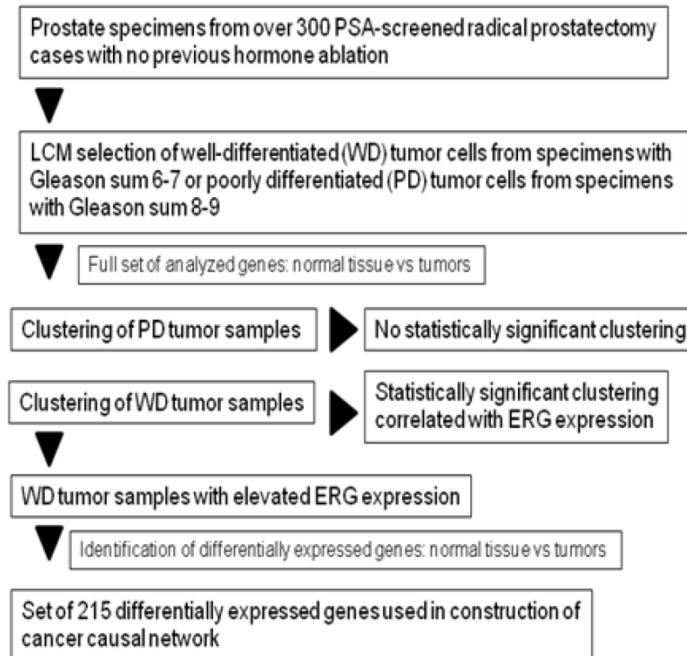 Prostate specimens from over 300 PSA-screened radical prostatectomy
cases with no previous hormone ablation
LCM selection of well-differentiated (WD) tumor cells from specimens with
Gleason sum 6-7 or poorly differentiated (PD) tumor cells from specimens
with Gleason sum 8-9
Full set of analyzed genes: normal tissue vs tumors
Clustering of PD tumor samples
No statistically significant clustering
Clustering of WD tumor samples
Statistically significant clustering
correlated with ERG expression
WD tumor samples with elevated ERG expression
Identification of differentially expressed genes: normal tissue vs tumors
Set of 215 differentially expressed genes used in construction of
cancer causal network